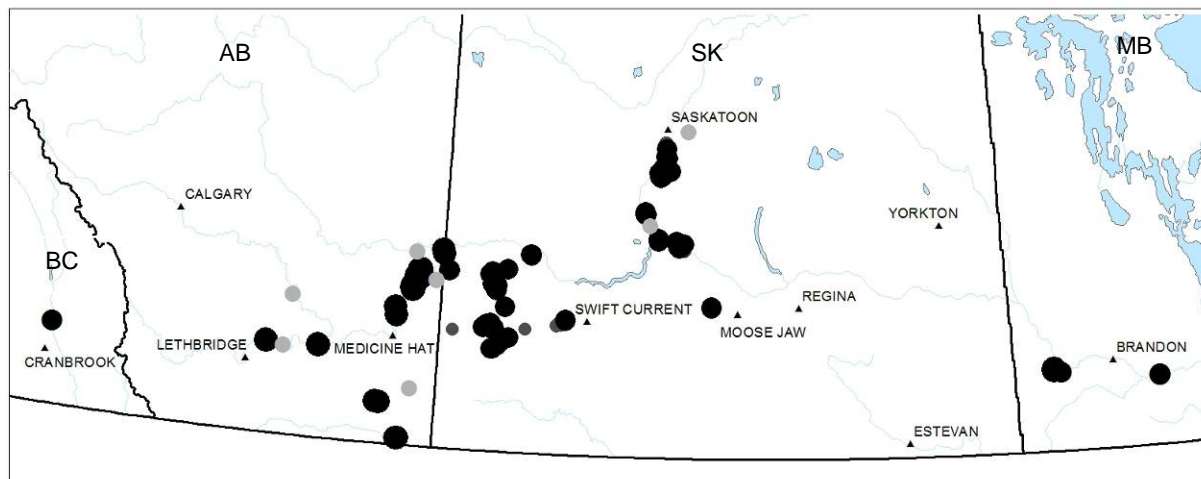 AB
SK
MB
SASKATOON
CALGARY
YORKTON
BC
SWIFT CURRENT
REGINA
MOOSE JAW
LETHBRIDGE
MEDICINE HAT
CRANBROOK
BRANDON
ESTEVAN